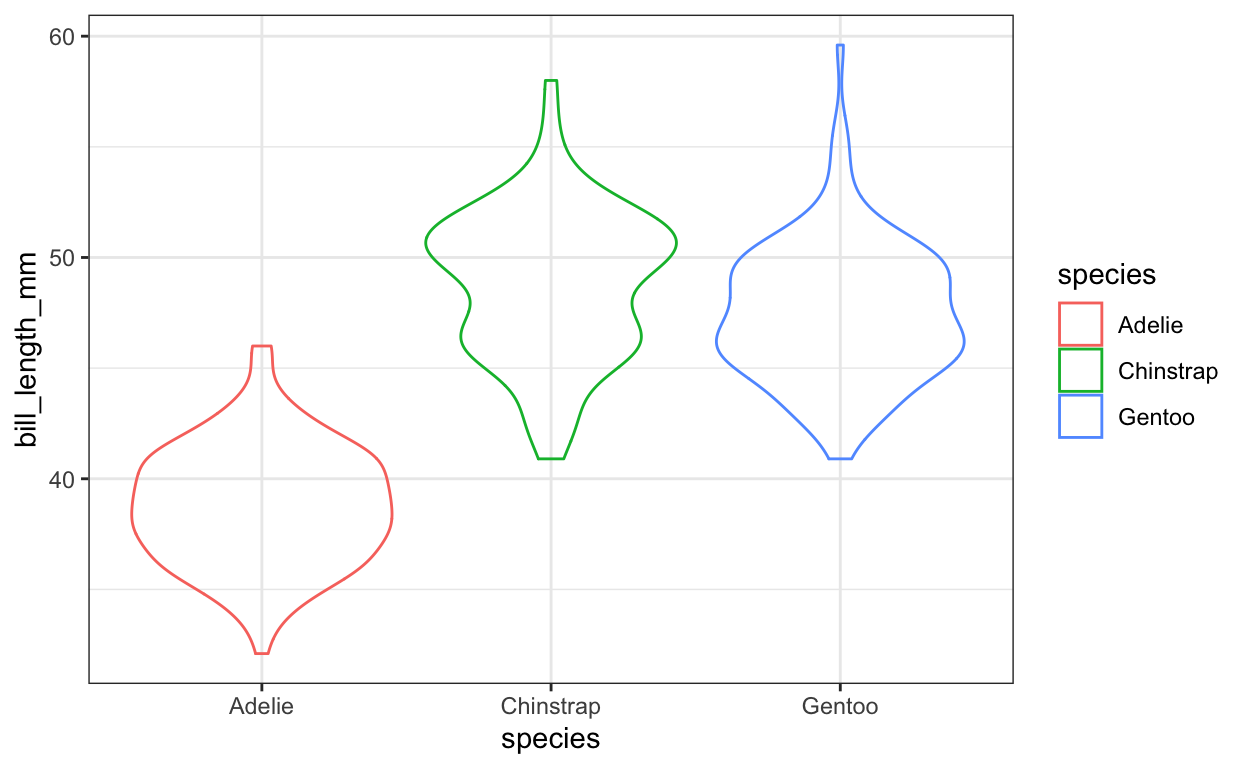 60
50
40
bill_length_mm
Adelie
Chinstrap
Gentoo
species
species
Adelie
Chinstrap
Gentoo